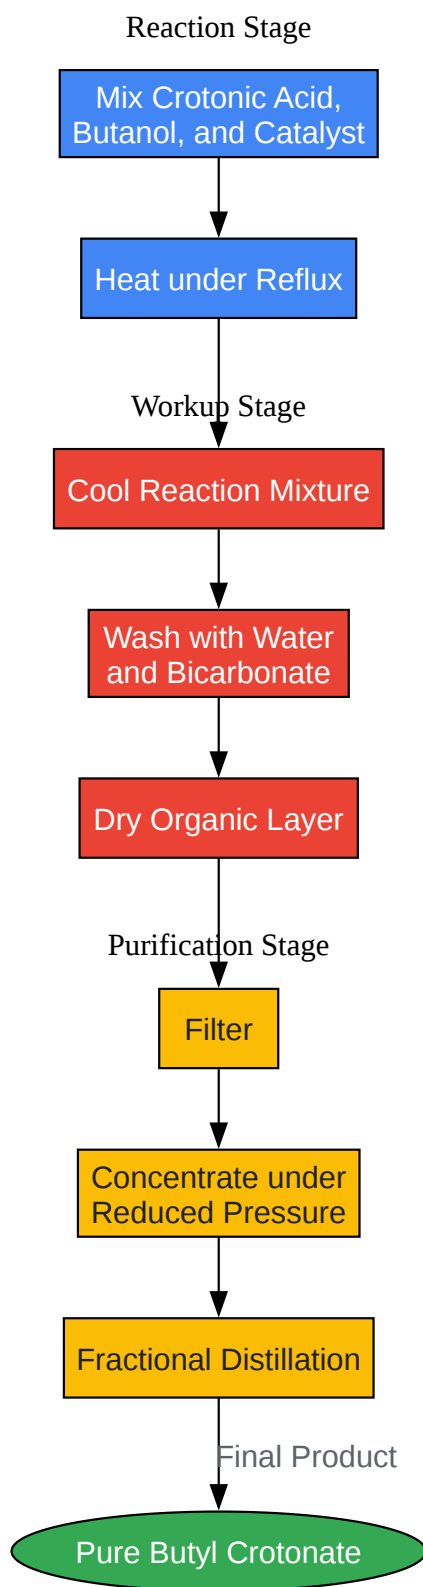 Reaction Stage
Mix Crotonic Acid,
Butanol, and Catalyst
Heat under Reflux
Workup Stage
Cool Reaction Mixture
Wash with Water
and Bicarbonate
Dry Organic Layer
Purification Stage
Filter
Concentrate under
Reduced Pressure
Fractional Distillation
Final Product
Pure Butyl Crotonate